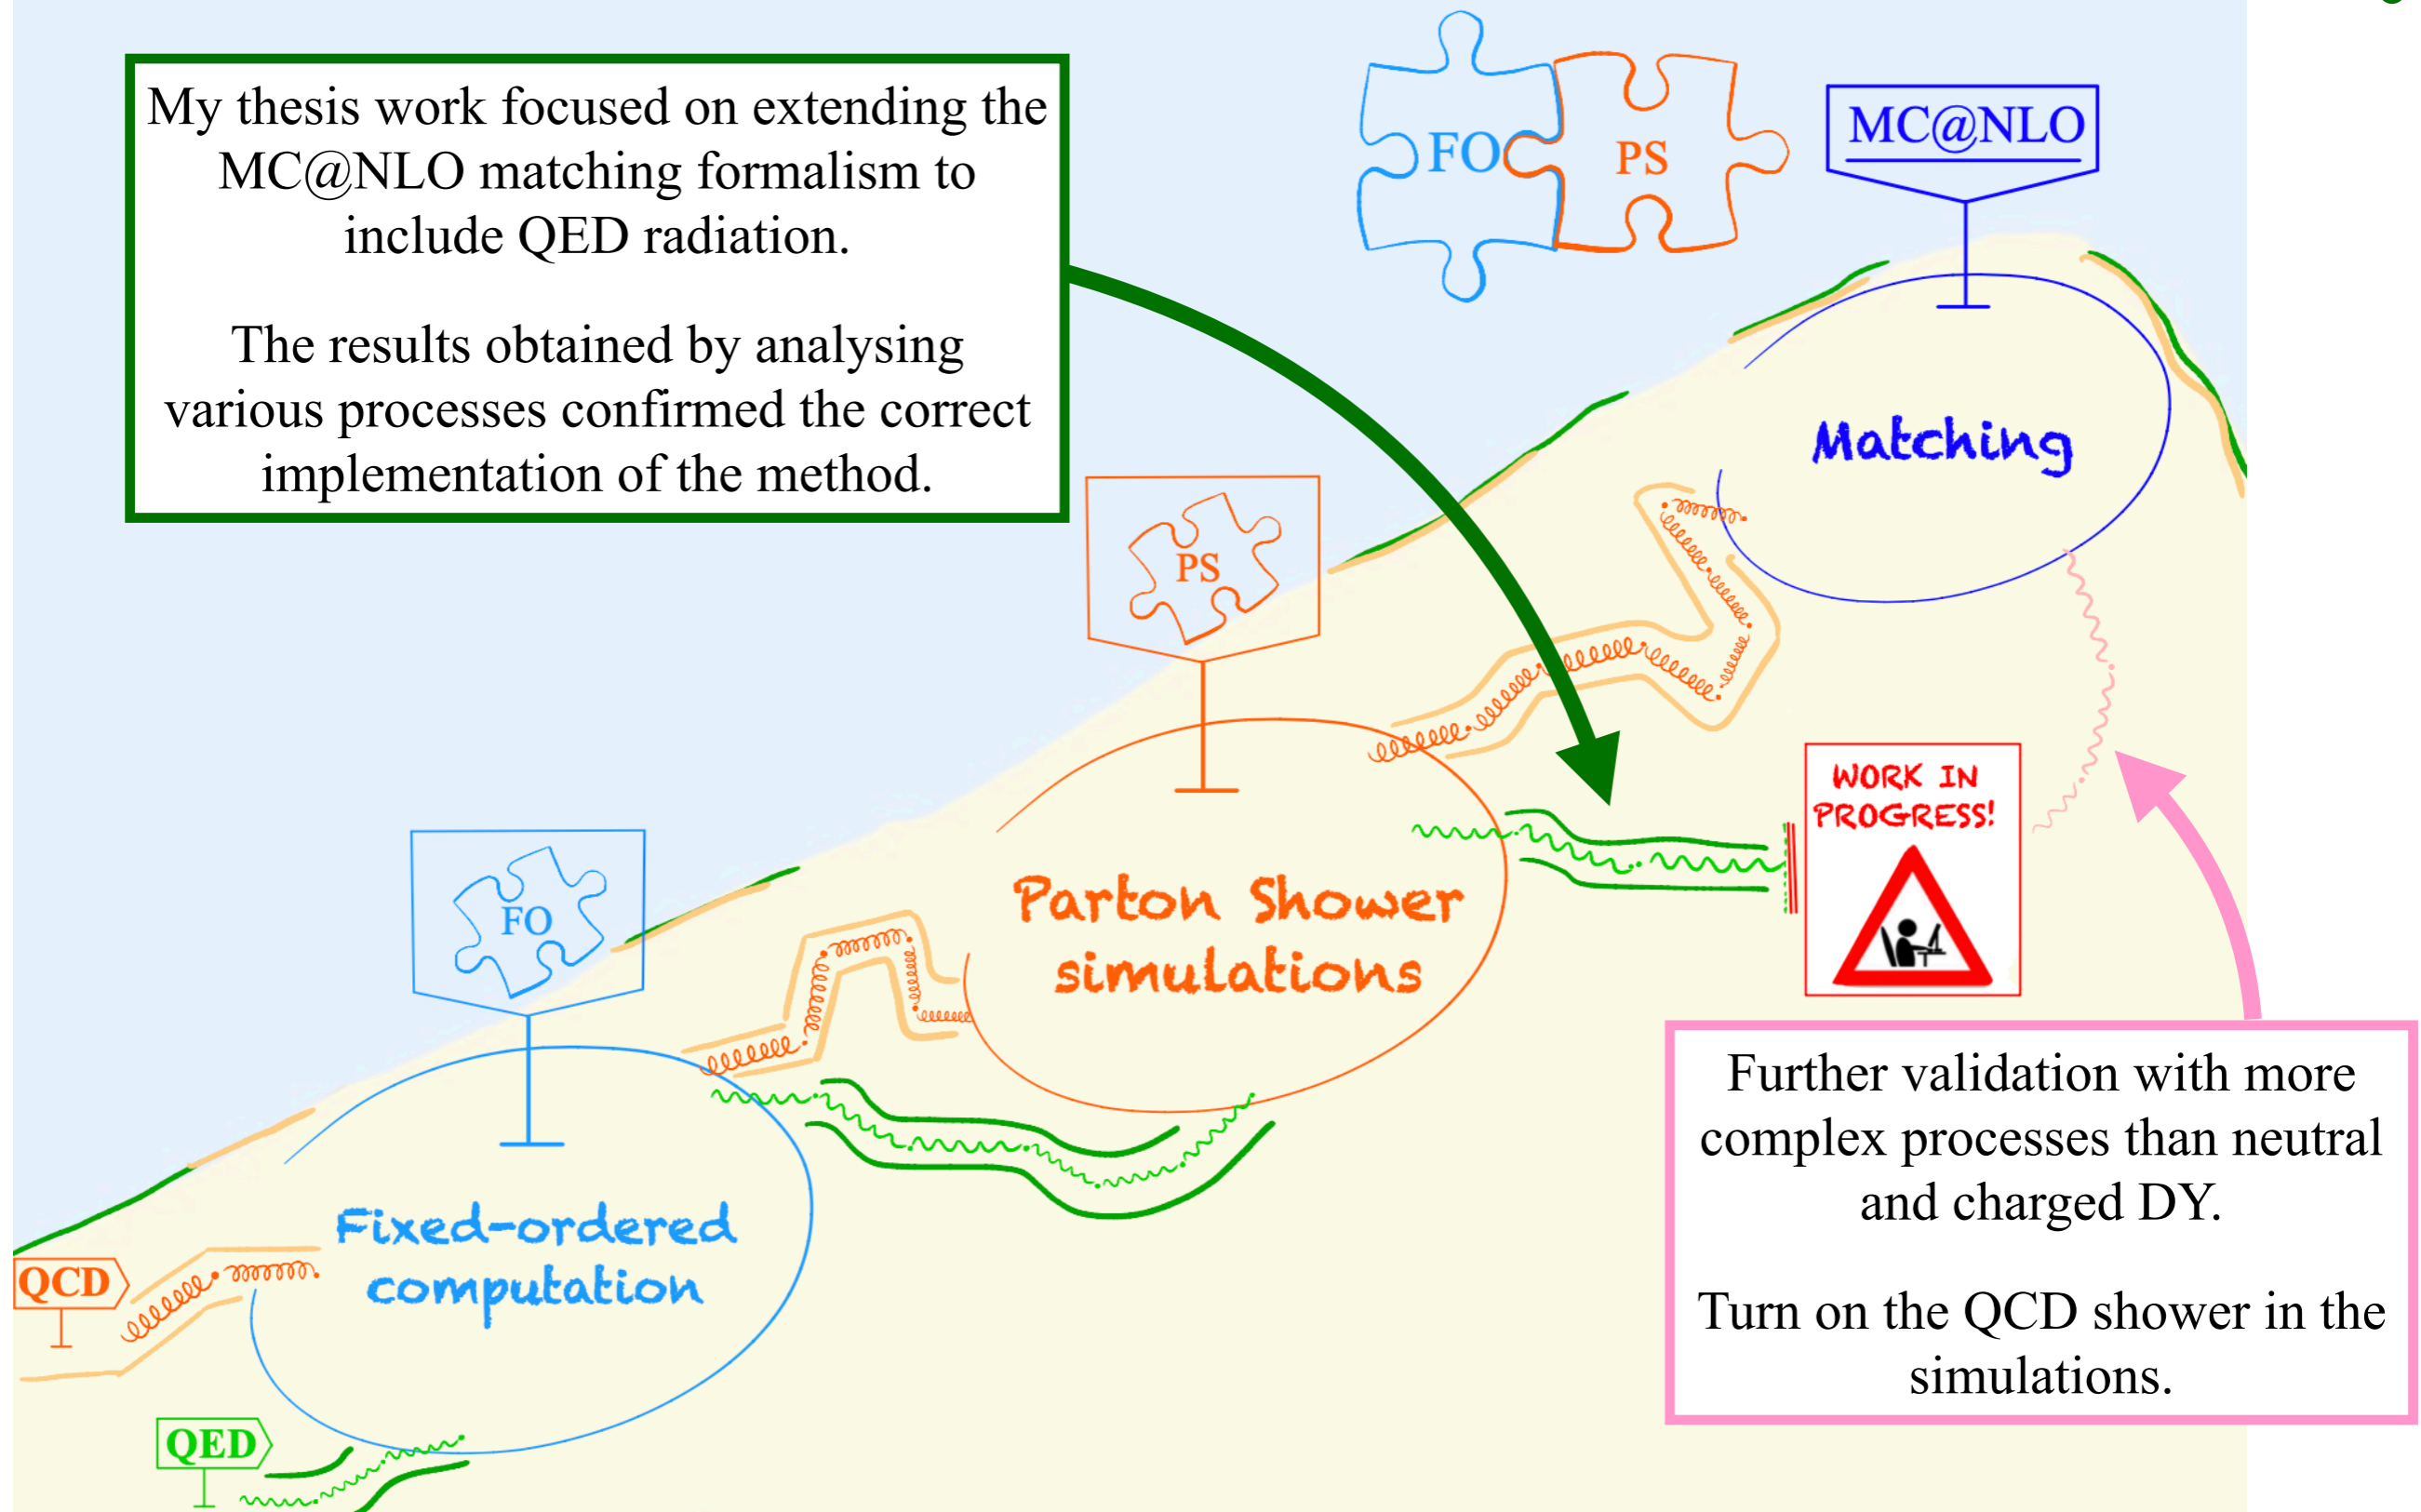 My thesis work focused on extending the
MC@NLO matching formalism to
include QED radiation.
The results obtained by analysing
various processes confirmed the correct
implementation of the method.
FO
PS
MC@NLO
Matching
PS
WORK IN
PROGRESS!
Parton Shower
simulations
FO
Fixed-ordered
computation
QCD
QED
Further validation with more
complex processes than neutral
and charged DY.
Turn on the QCD shower in the
simulations.